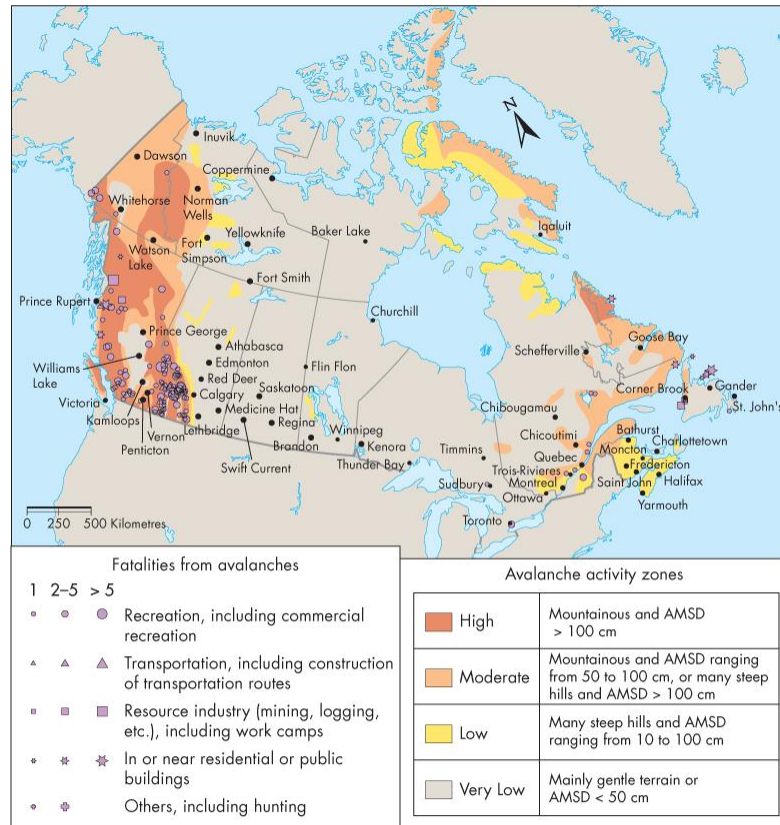 N
Inuvik
Dawson
Coppermine
Whitehorse
Norman
Wells
Iqaluit
Baker Lake
Watson
Lake
Fort
Simpson
Yellowknife
Fort Smith
Prince Rupert
Churchill
Prince George
Goose Bay
Schefferville
Athabasca
Williams
Lake
Edmonton
Flin Flon
Red Deer
Corner Brook
Gander
Saskatoon
Calgary
St. John's
Victoria
Chibougamau
Medicine Hat
Kamloops
Regina
Winnipeg
Bathurst
Vernon
Lethbridge
Chicoutimi
Charlottetown
Brandon
Kenora
Timmins
Quebec
Moncton
Penticton
Thunder Bay
Trois-Rivieres
Fredericton
Swift Current
Sudbury
Montreal
Saint John
Halifax
Ottawa
Yarmouth
0 250 500 Kilometres
Toronto
Fatalities from avalanches
1 2–5 > 5
Recreation, including commercial
recreation
Transportation, including construction
of transportation routes
Resource industry (mining, logging,
etc.), including work camps
In or near residential or public
buildings
Others, including hunting
Avalanche activity zones
High
Mountainous and AMSD
> 100 cm
Moderate
Mountainous and AMSD ranging
from 50 to 100 cm, or many steep
hills and AMSD > 100 cm
Low
Many steep hills and AMSD
ranging from 10 to 100 cm
Very Low
Mainly gentle terrain or
AMSD < 50 cm